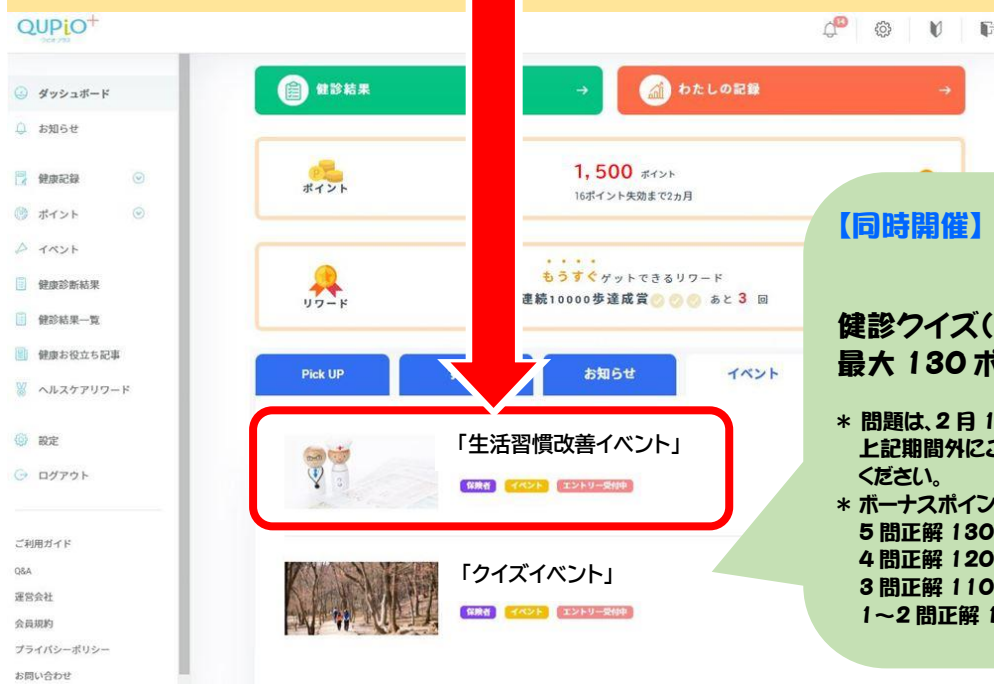 QUPiO+
14
ダッシュボード
お知らせ
健康記録
ポイント
イベント
健康診断結果
健診結果一覧
健康お役立ち記事
ヘルスケアリワード
設定
ログアウト
ご利用ガイド
Q&A
運営会社
会員規約
プライバシーポリシー
お問い合わせ
健診結果 →
わたしの記録 →
ポイント
1,500 ポイント
16ポイント失効まで2ヵ月
リワード
もうすぐゲットできるリワード
連続10000歩達成賞 あと 3 回
Pick UP
お知らせ
イベント
「生活習慣改善イベント」
保険者 イベント エントリー受付中
「クイズイベント」
保険者 イベント エントリー受付中
【同時開催】
健診クイズ(
最大 130 ポ
* 問題は、2 月 1
上記期間外にこ
ください。
* ボーナスポイン
5 問正解 130
4 問正解 120
3 問正解 110
1～2 問正解 1